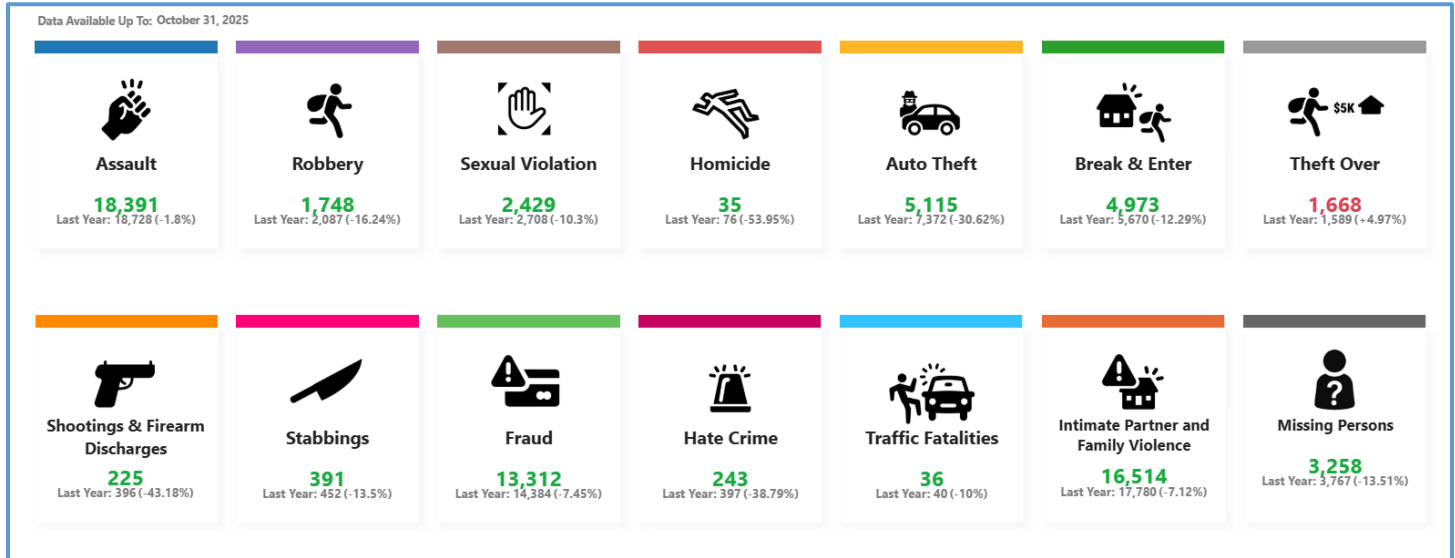 Data Available Up To: October 31, 2025
Assault
18,391
Last Year: 18,728 (-1.8%)
Robbery
1,748
Last Year: 2,087 (-16.24%)
Sexual Violation
2,429
Last Year: 2,708 (-10.3%)
Homicide
35
Last Year: 76 (-53.95%)
Auto Theft
5,115
Last Year: 7,372 (-30.62%)
Break & Enter
4,973
Last Year: 5,670 (-12.29%)
$5K
Theft Over
1,668
Last Year: 1,589 (+4.97%)
Shootings & Firearm
Discharges
225
Last Year: 396 (-43.18%)
Stabbings
391
Last Year: 452 (-13.5%)
Fraud
13,312
Last Year: 14,384 (-7.45%)
Hate Crime
243
Last Year: 397 (-38.79%)
Traffic Fatalities
36
Last Year: 40 (-10%)
Intimate Partner and
Family Violence
16,514
Last Year: 17,780 (-7.12%)
?
Missing Persons
3,258
Last Year: 3,767 (-13.51%)